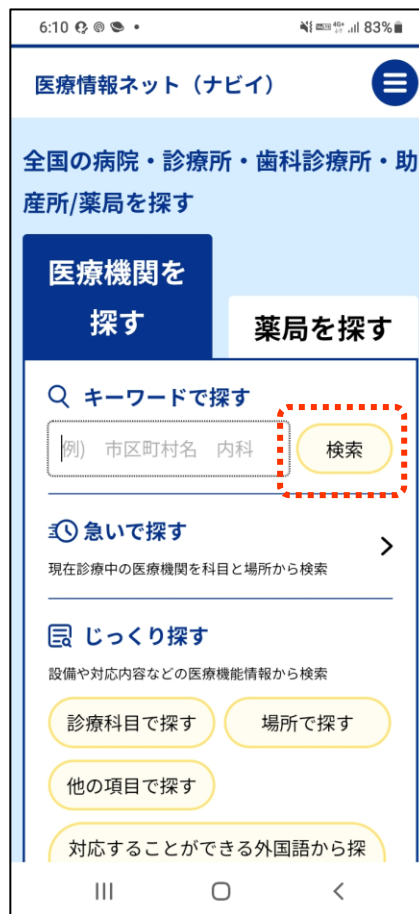 6:10
83%
医療情報ネット（ナビイ）
全国の病院・診療所・歯科診療所・助
産所/薬局を探す
医療機関を
探す
薬局を探す
キーワードで探す
例)　市区町村名　内科
検索
急いで探す
現在診療中の医療機関を科目と場所から検索
じっくり探す
設備や対応内容などの医療機能情報から検索
診療科目で探す
場所で探す
他の項目で探す
対応することができる外国語から探